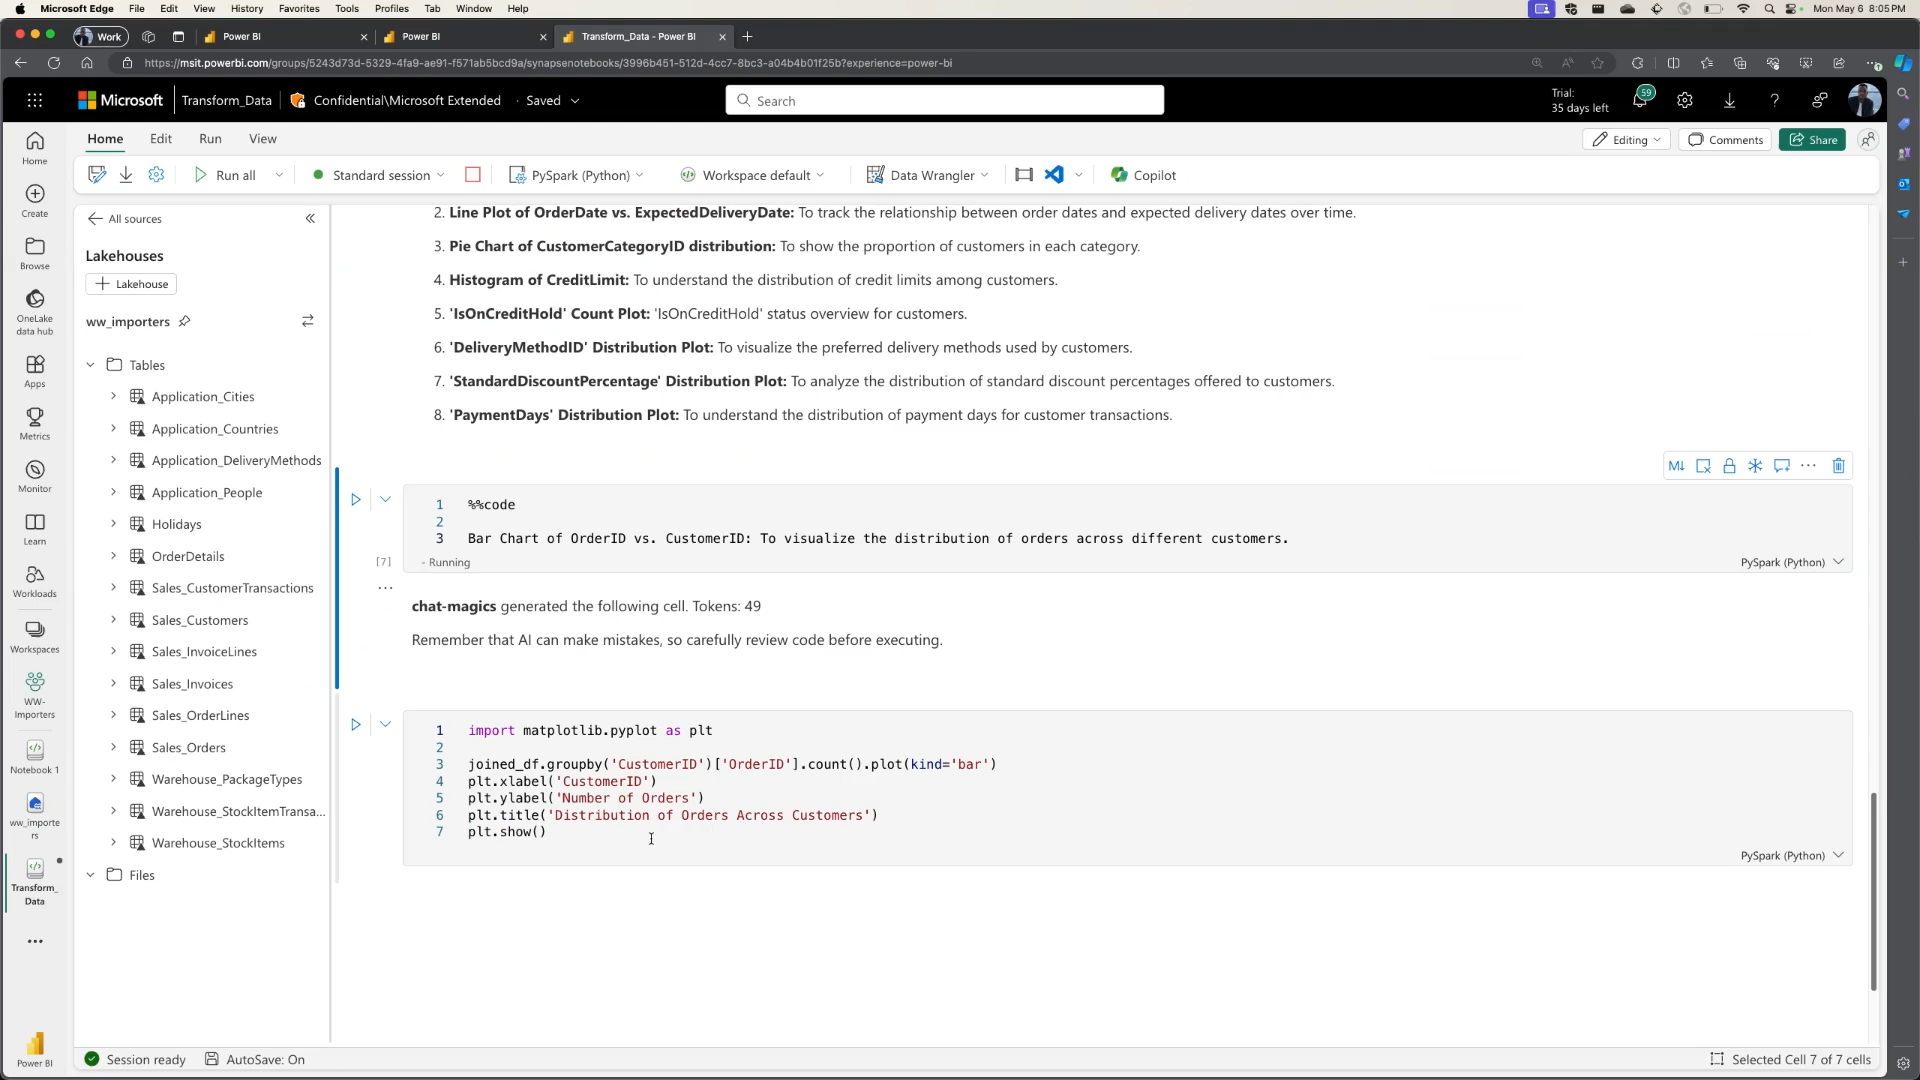 Microsoft Edge File Edit View History Favorites Tools Profiles Tab Window Help Mon May 6 8:05 PM
Work Power BI Power BI Transform_Data - Power BI
https://msit.powerbi.com/groups/5243d73d-5329-4fa9-ae91-f571ab5bcd9a/synapsenotebooks/3996b451-512d-4cc7-8bc3-a04b4b01f25b?experience=power-bi
Microsoft Transform_Data Confidential\Microsoft Extended · Saved Search Trial: 35 days left 59
Home Edit Run View Editing Comments Share
Run all Standard session PySpark (Python) Workspace default Data Wrangler Copilot
Home
Create
Browse
OneLake data hub
Apps
Metrics
Monitor
Learn
Workloads
Workspaces
WW-Importers
Notebook 1
ww_importers
Transform_Data
Power BI
All sources
Lakehouses
Lakehouse
ww_importers
Tables
Application_Cities
Application_Countries
Application_DeliveryMethods
Application_People
Holidays
OrderDetails
Sales_CustomerTransactions
Sales_Customers
Sales_InvoiceLines
Sales_Invoices
Sales_OrderLines
Sales_Orders
Warehouse_PackageTypes
Warehouse_StockItemTransa...
Warehouse_StockItems
Files
2. Line Plot of OrderDate vs. ExpectedDeliveryDate: To track the relationship between order dates and expected delivery dates over time.
3. Pie Chart of CustomerCategoryID distribution: To show the proportion of customers in each category.
4. Histogram of CreditLimit: To understand the distribution of credit limits among customers.
5. 'IsOnCreditHold' Count Plot: 'IsOnCreditHold' status overview for customers.
6. 'DeliveryMethodID' Distribution Plot: To visualize the preferred delivery methods used by customers.
7. 'StandardDiscountPercentage' Distribution Plot: To analyze the distribution of standard discount percentages offered to customers.
8. 'PaymentDays' Distribution Plot: To understand the distribution of payment days for customer transactions.
M↓
1 %%code
2
3 Bar Chart of OrderID vs. CustomerID: To visualize the distribution of orders across different customers.
[7] - Running PySpark (Python)
chat-magics generated the following cell. Tokens: 49
Remember that AI can make mistakes, so carefully review code before executing.
1 import matplotlib.pyplot as plt
2
3 joined_df.groupby('CustomerID')['OrderID'].count().plot(kind='bar')
4 plt.xlabel('CustomerID')
5 plt.ylabel('Number of Orders')
6 plt.title('Distribution of Orders Across Customers')
7 plt.show()
PySpark (Python)
Session ready AutoSave: On Selected Cell 7 of 7 cells